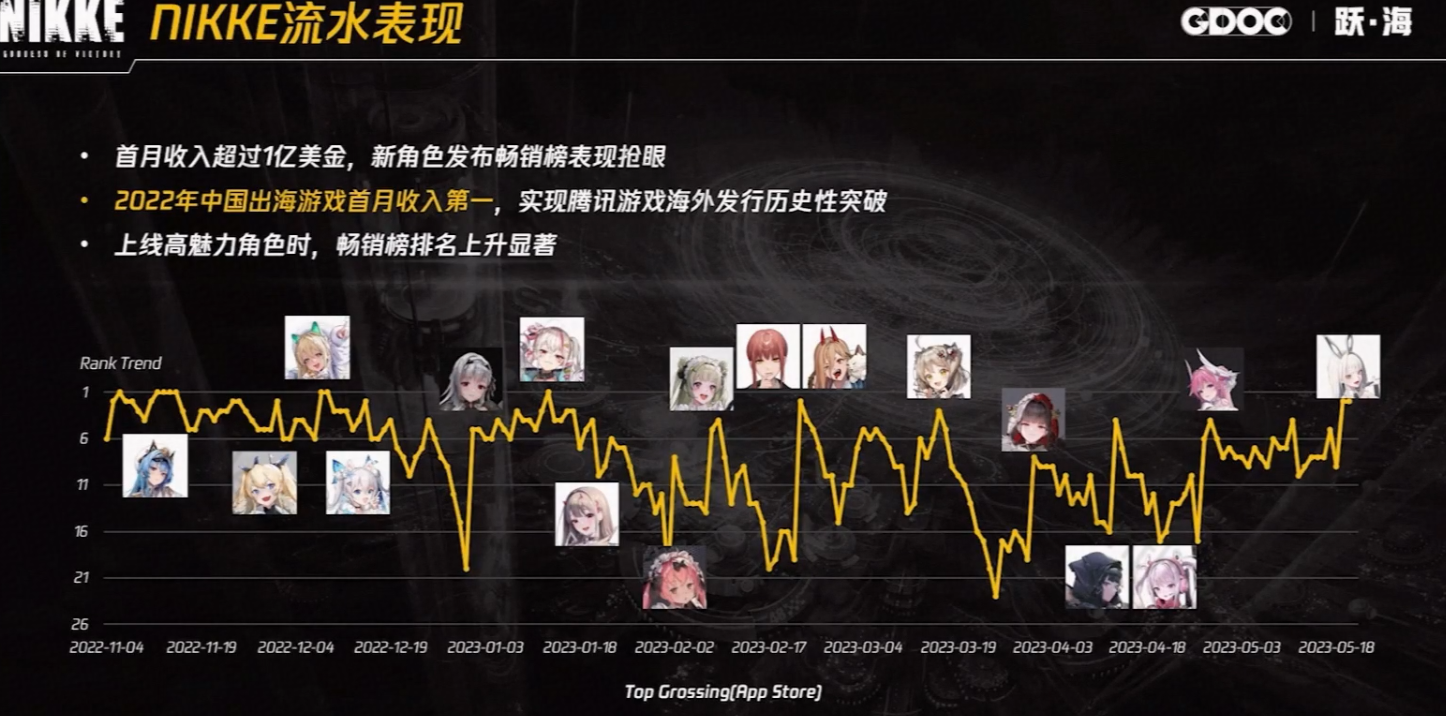 NIKKE
GODDESS OF VICTORY
NIKKE流水表现
GDOC | 跃·海
• 首月收入超过1亿美金，新角色发布畅销榜表现抢眼
• 2022年中国出海游戏首月收入第一，实现腾讯游戏海外发行历史性突破
• 上线高魅力角色时，畅销榜排名上升显著
Rank Trend
1
6
11
16
21
26
2022-11-04 2022-11-19 2022-12-04 2022-12-19 2023-01-03 2023-01-18 2023-02-02 2023-02-17 2023-03-04 2023-03-19 2023-04-03 2023-04-18 2023-05-03 2023-05-18
Top Grossing(App Store)